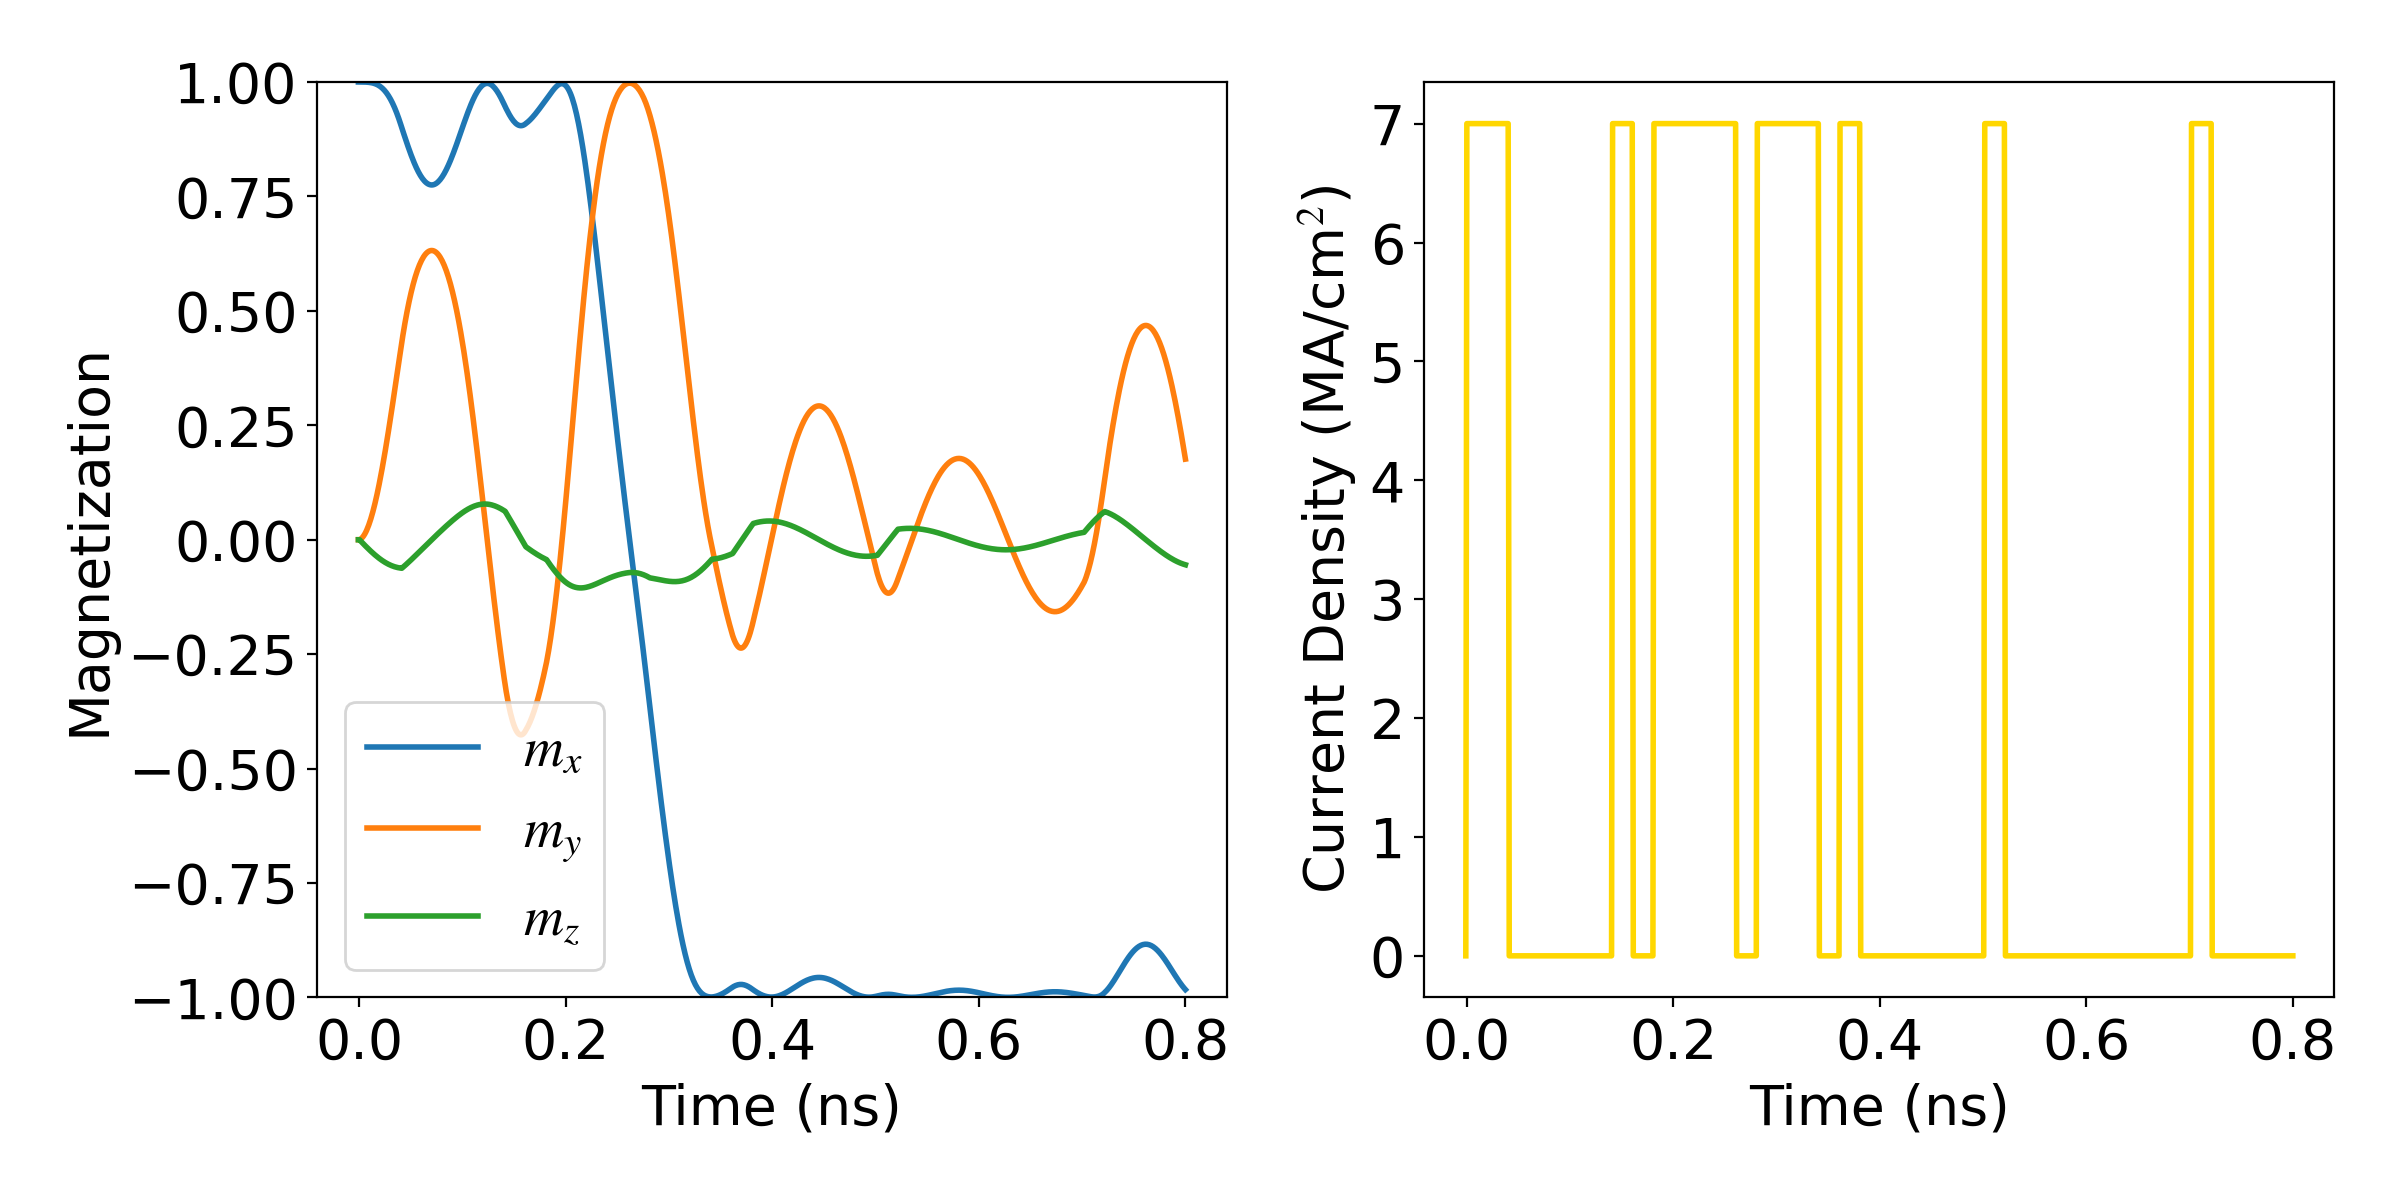 1.00
0.75
0.50
0.25
0.00
−0.25
−0.50
−0.75
−1.00
Magnetization
0.0 0.2 0.4 0.6 0.8
Time (ns)
m_x
m_y
m_z
7
6
5
4
3
2
1
0
Current Density (MA/cm²)
0.0 0.2 0.4 0.6 0.8
Time (ns)